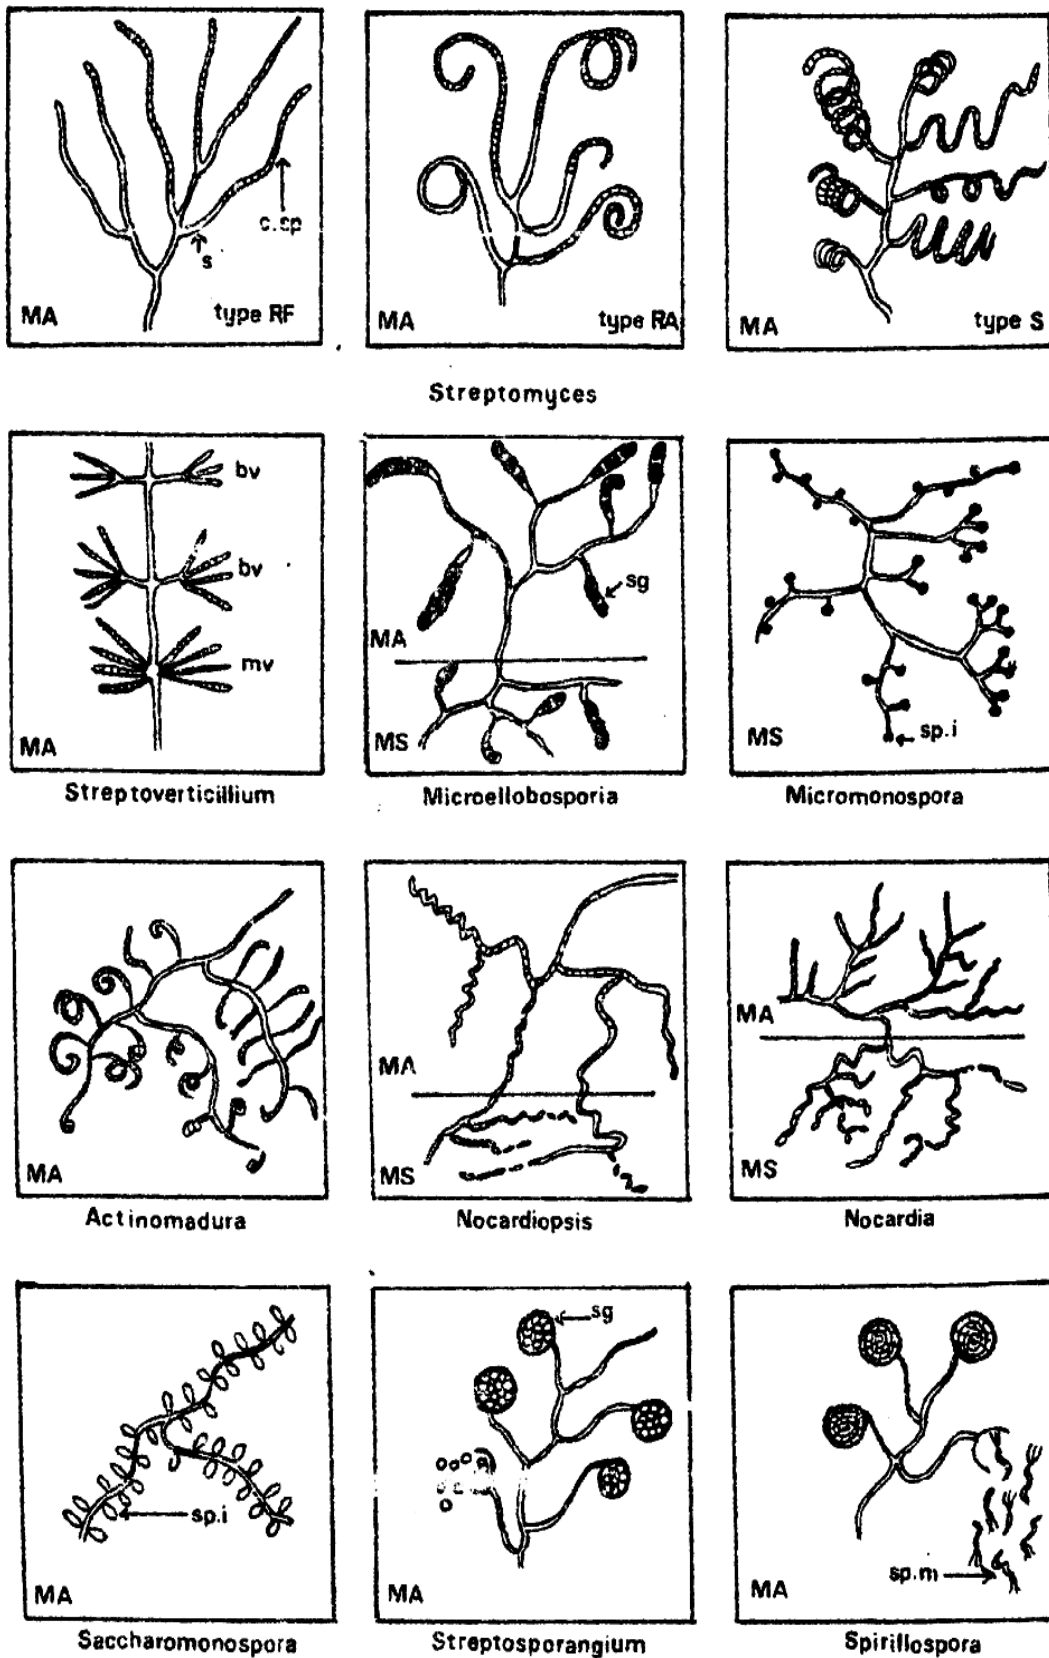 c.sp
s
MA type RF
MA type RA
MA type S
Streptomyces
bv
bv
mv
MA
sg
MA
MS
sp.i
MS
Streptoverticillium Microellobosporia Micromonospora
MA
MA
MS
MA
MS
Actinomadura Nocardiopsis Nocardia
sp.i
MA
sg
MA
sp.m
MA
Saccharomonospora Streptosporangium Spirillospora